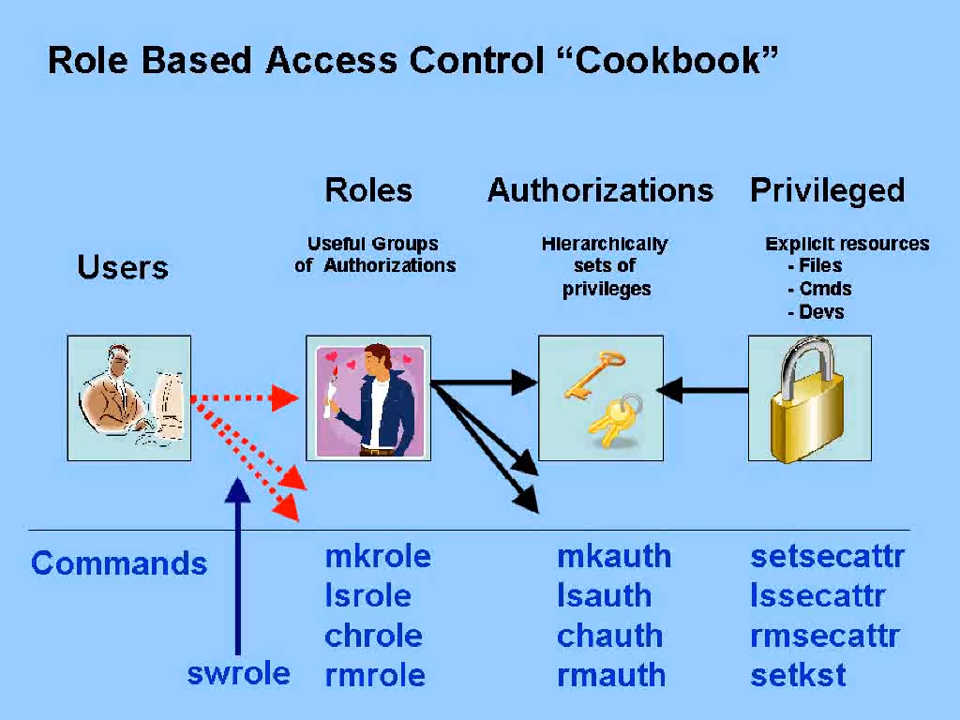 Role Based Access Control “Cookbook”
Users
Roles
Useful Groups
of Authorizations
Authorizations
Hierarchically
sets of
privileges
Privileged
Explicit resources
- Files
- Cmds
- Devs
Commands
swrole
mkrole
lsrole
chrole
rmrole
mkauth
lsauth
chauth
rmauth
setsecattr
lssecattr
rmsecattr
setkst